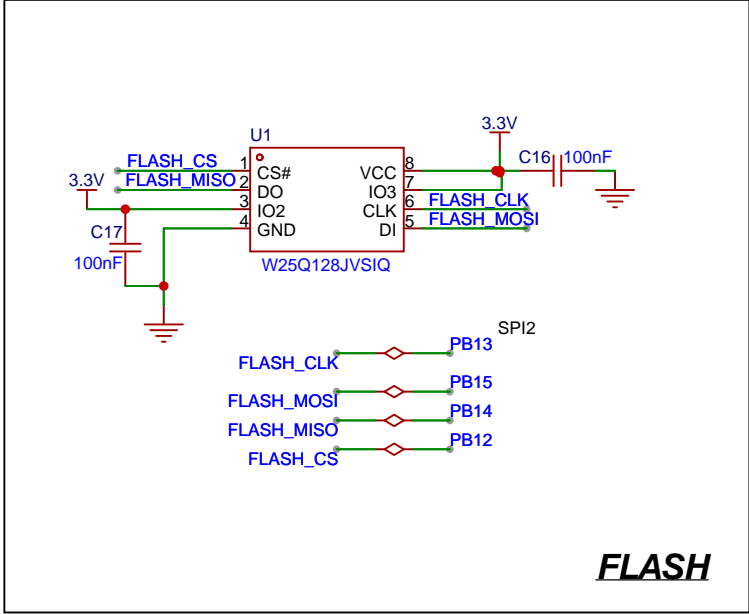 U1
3.3V
FLASH_CS
1
CS#
VCC
8
C16
100nF
3.3V
FLASH_MISO
2
DO
IO3
7
3
IO2
CLK
6
FLASH_CLK
4
GND
DI
5
FLASH_MOSI
C17
100nF
W25Q128JVSIQ
SPI2
FLASH_CLK
PB13
FLASH_MOSI
PB15
FLASH_MISO
PB14
FLASH_CS
PB12
FLASH